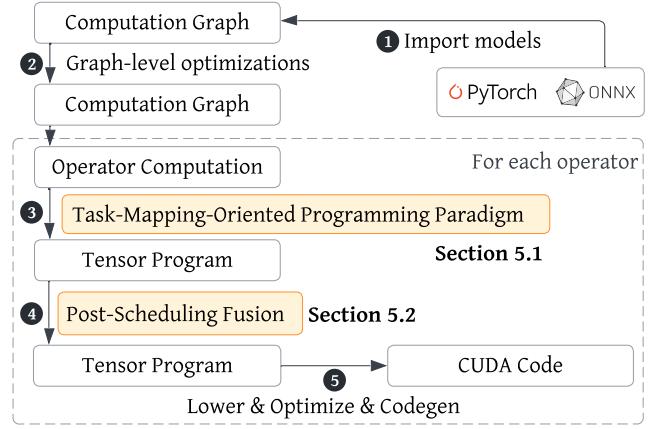 Computation Graph
1 Import models
2 Graph-level optimizations
PyTorch ONNX
Computation Graph
Operator Computation
For each operator
3 Task-Mapping-Oriented Programming Paradigm
Section 5.1
Tensor Program
4 Post-Scheduling Fusion Section 5.2
Tensor Program
CUDA Code
5
Lower & Optimize & Codegen